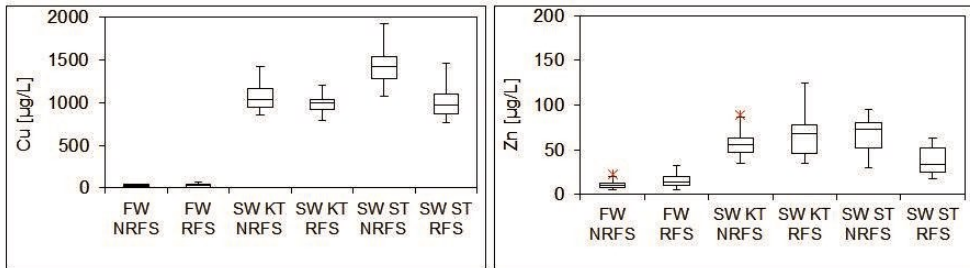 2000
1500
1000
500
0
Cu [µg/L]
FW NRFS
FW RFS
SW KT NRFS
SW KT RFS
SW ST NRFS
SW ST RFS
200
150
100
50
0
Zn [µg/L]
FW NRFS
FW RFS
SW KT NRFS
SW KT RFS
SW ST NRFS
SW ST RFS